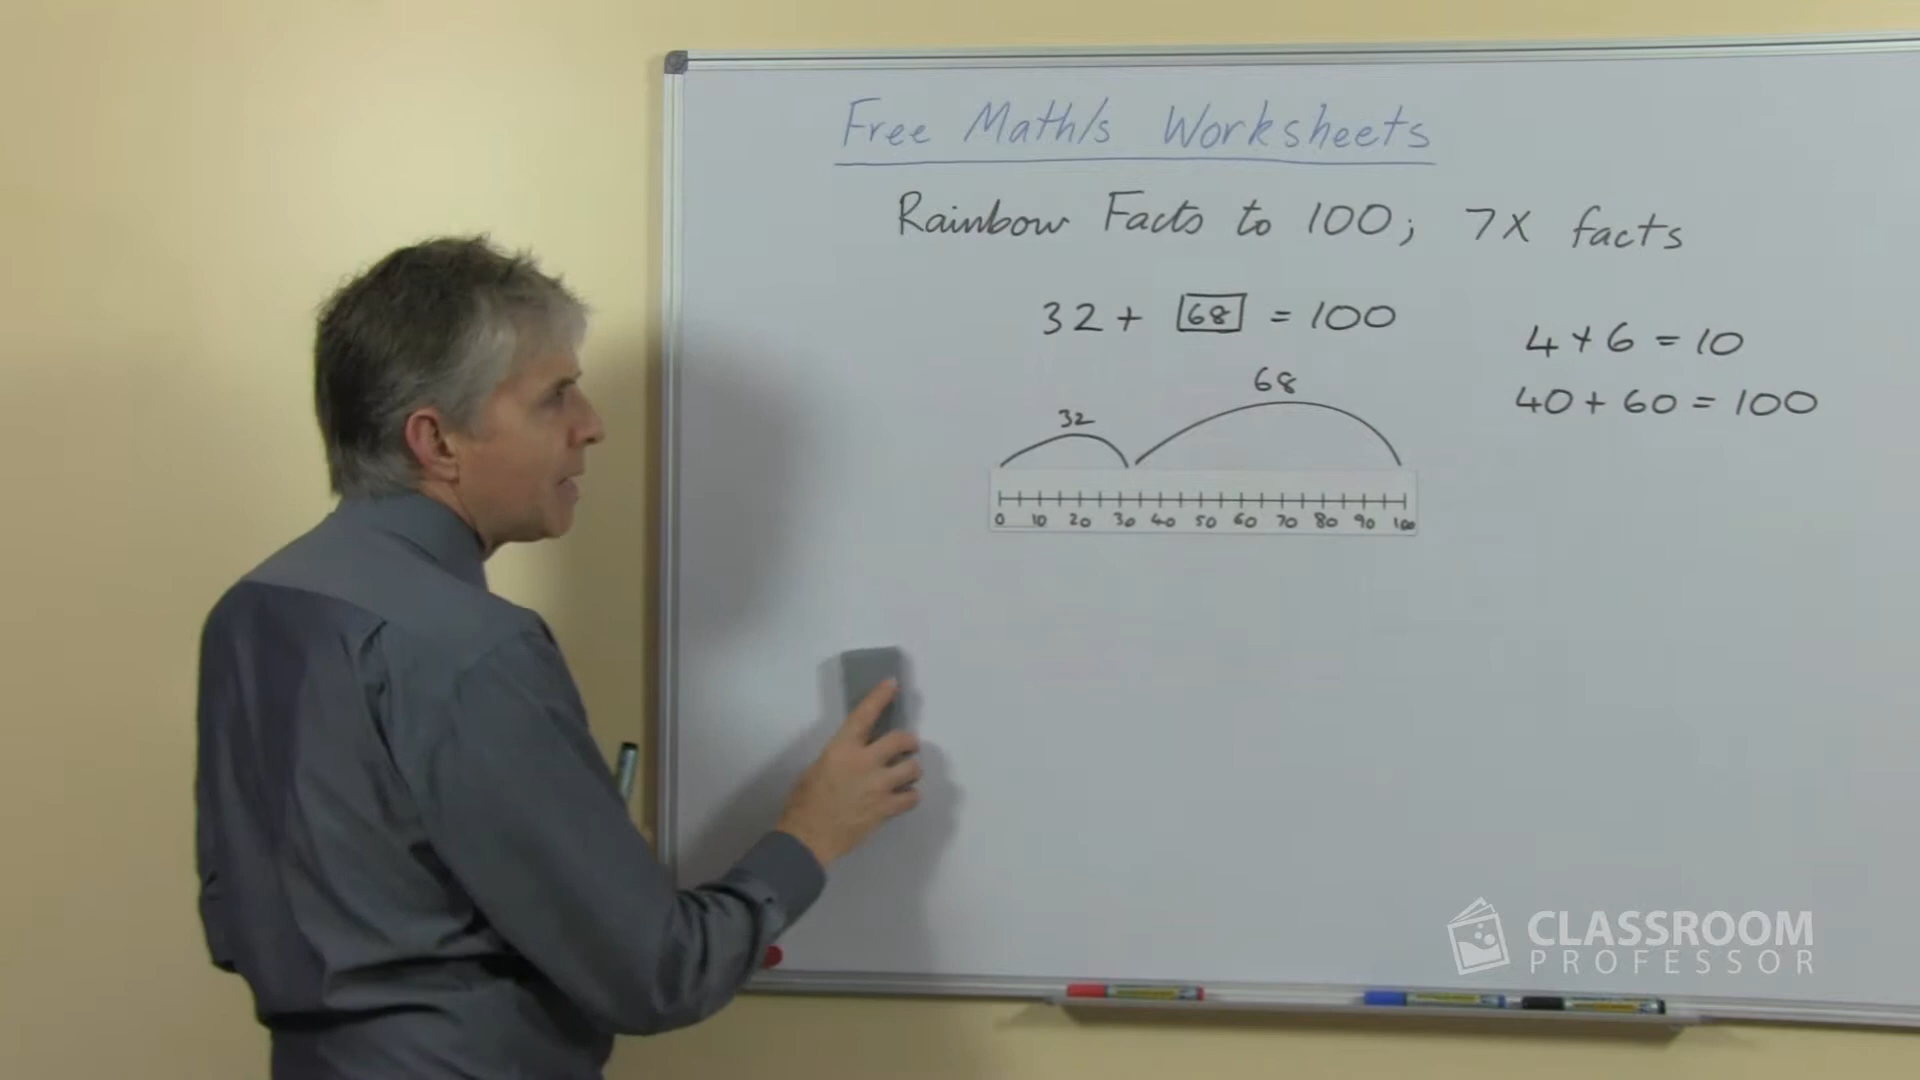 Free Math/s Worksheets
Rainbow Facts to 100; 7X facts
32 + 68 = 100
4 + 6 = 10
40 + 60 = 100
68
32
0 10 20 30 40 50 60 70 80 90 100
CLASSROOM
PROFESSOR